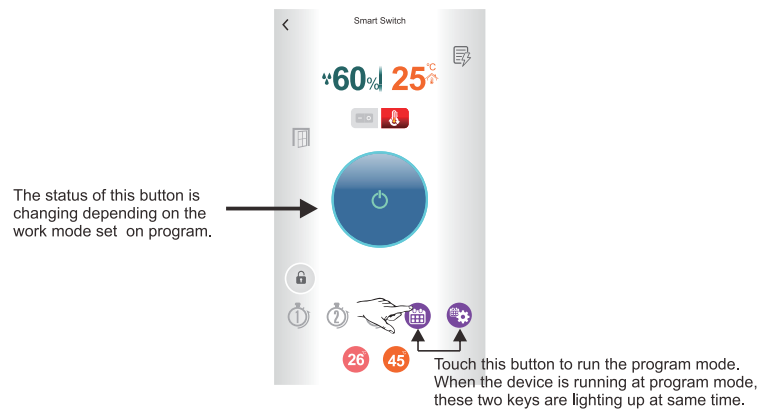 Smart Switch
60% 25°C
The status of this button is
changing depending on the
work mode set on program.
1 2
26° 45°
Touch this button to run the program mode.
When the device is running at program mode,
these two keys are lighting up at same time.